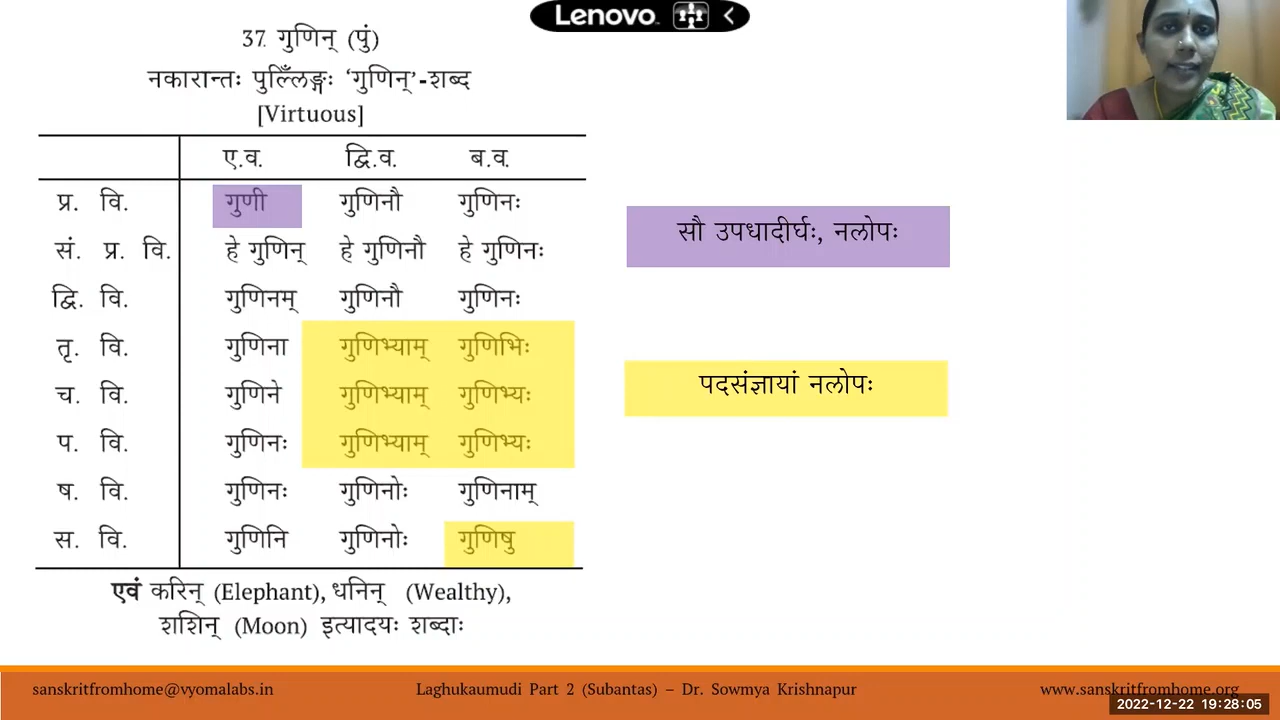 Lenovo
37. गुणिन् (पुं)
नकारान्तः पुल्लिँङ्गः ‘गुणिन्’-शब्द
[Virtuous]
ए.व. द्वि.व. ब.व.
प्र. वि. गुणी गुणिनौ गुणिनः
सं. प्र. वि. हे गुणिन् हे गुणिनौ हे गुणिनः
द्वि. वि. गुणिनम् गुणिनौ गुणिनः
तृ. वि. गुणिना गुणिभ्याम् गुणिभिः
च. वि. गुणिने गुणिभ्याम् गुणिभ्यः
प. वि. गुणिनः गुणिभ्याम् गुणिभ्यः
ष. वि. गुणिनः गुणिनोः गुणिनाम्
स. वि. गुणिनि गुणिनोः गुणिषु
सौ उपधादीर्घः, नलोपः
पदसंज्ञायां नलोपः
एवं करिन् (Elephant), धनिन् (Wealthy),
शशिन् (Moon) इत्यादयः शब्दाः
sanskritfromhome@vyomalabs.in Laghukaumudi Part 2 (Subantas) – Dr. Sowmya Krishnapur www.sanskritfromhome.org
2022-12-22 19:28:05